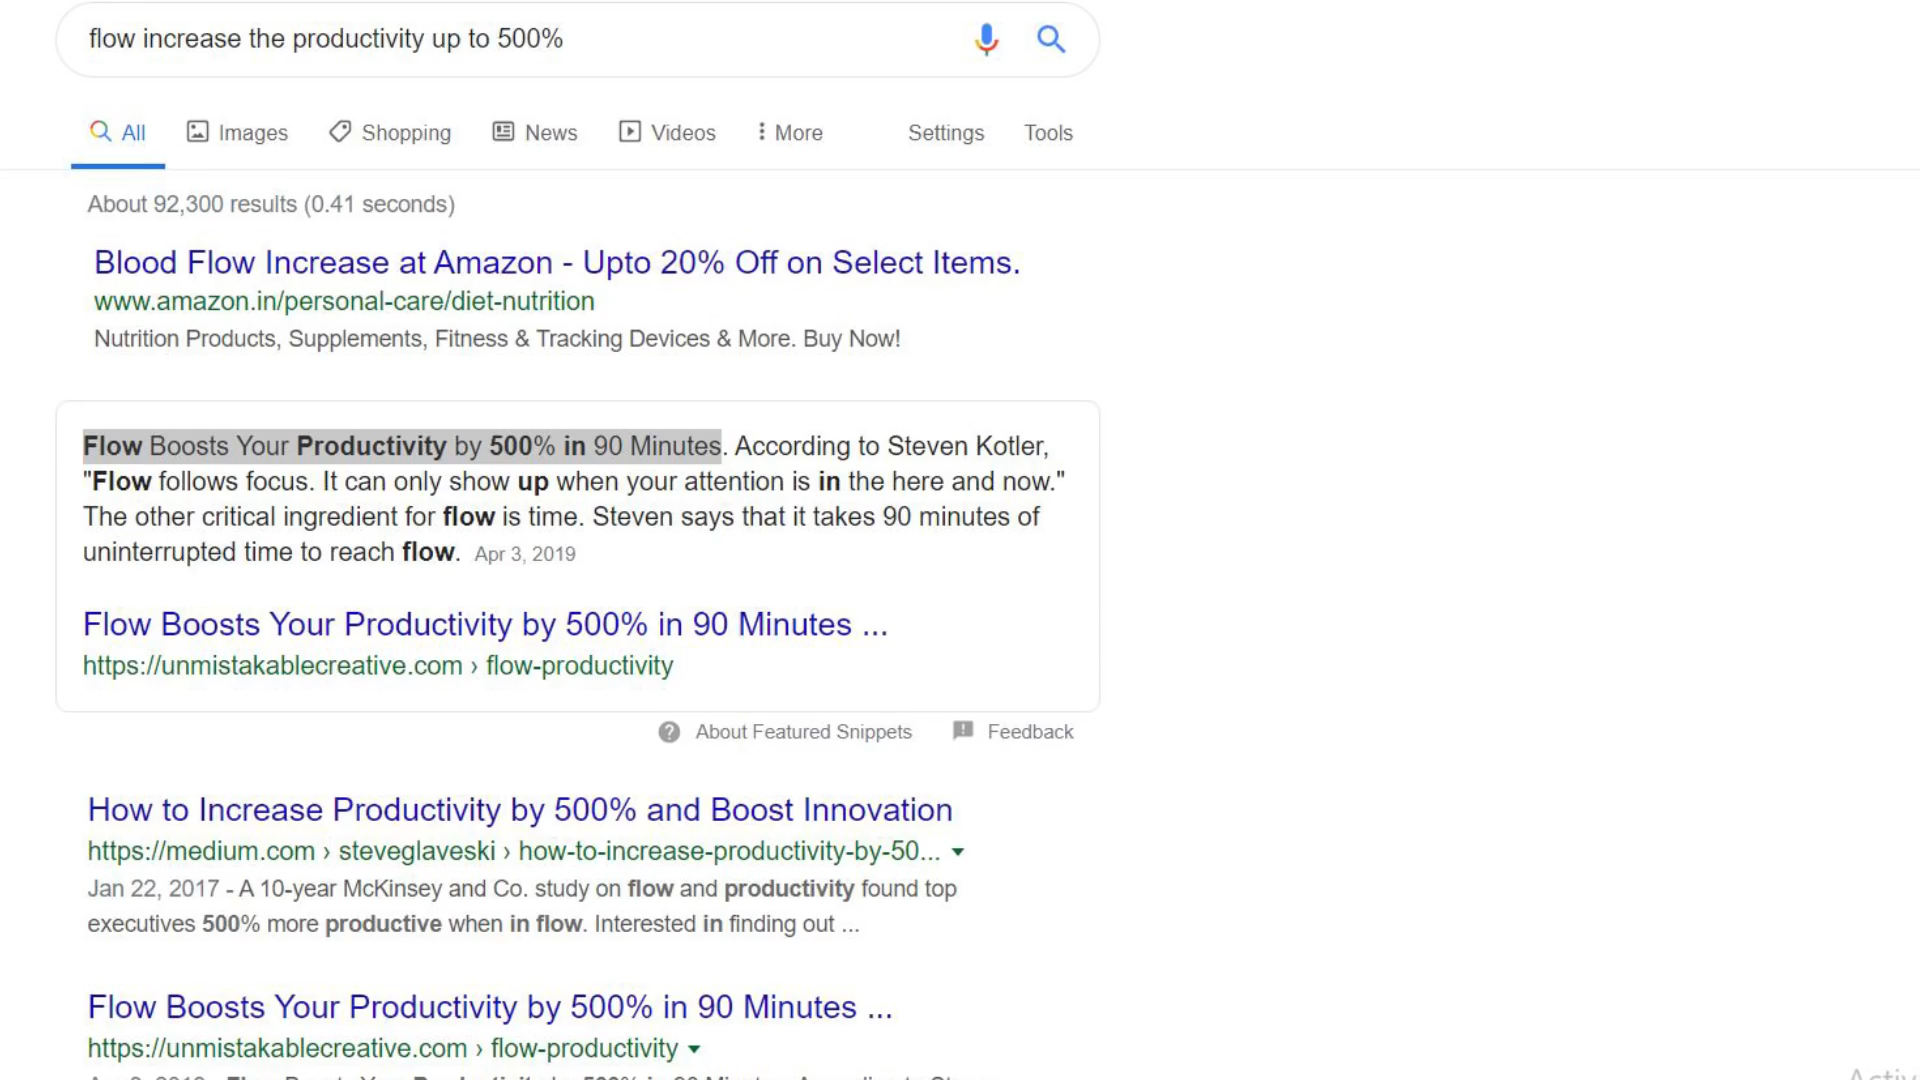 flow increase the productivity up to 500%
All Images Shopping News Videos More Settings Tools
About 92,300 results (0.41 seconds)
Blood Flow Increase at Amazon - Upto 20% Off on Select Items.
www.amazon.in/personal-care/diet-nutrition
Nutrition Products, Supplements, Fitness & Tracking Devices & More. Buy Now!
Flow Boosts Your Productivity by 500% in 90 Minutes. According to Steven Kotler,
"Flow follows focus. It can only show up when your attention is in the here and now."
The other critical ingredient for flow is time. Steven says that it takes 90 minutes of
uninterrupted time to reach flow. Apr 3, 2019
Flow Boosts Your Productivity by 500% in 90 Minutes ...
https://unmistakablecreative.com › flow-productivity
About Featured Snippets Feedback
How to Increase Productivity by 500% and Boost Innovation
https://medium.com › steveglaveski › how-to-increase-productivity-by-50...
Jan 22, 2017 - A 10-year McKinsey and Co. study on flow and productivity found top
executives 500% more productive when in flow. Interested in finding out ...
Flow Boosts Your Productivity by 500% in 90 Minutes ...
https://unmistakablecreative.com › flow-productivity